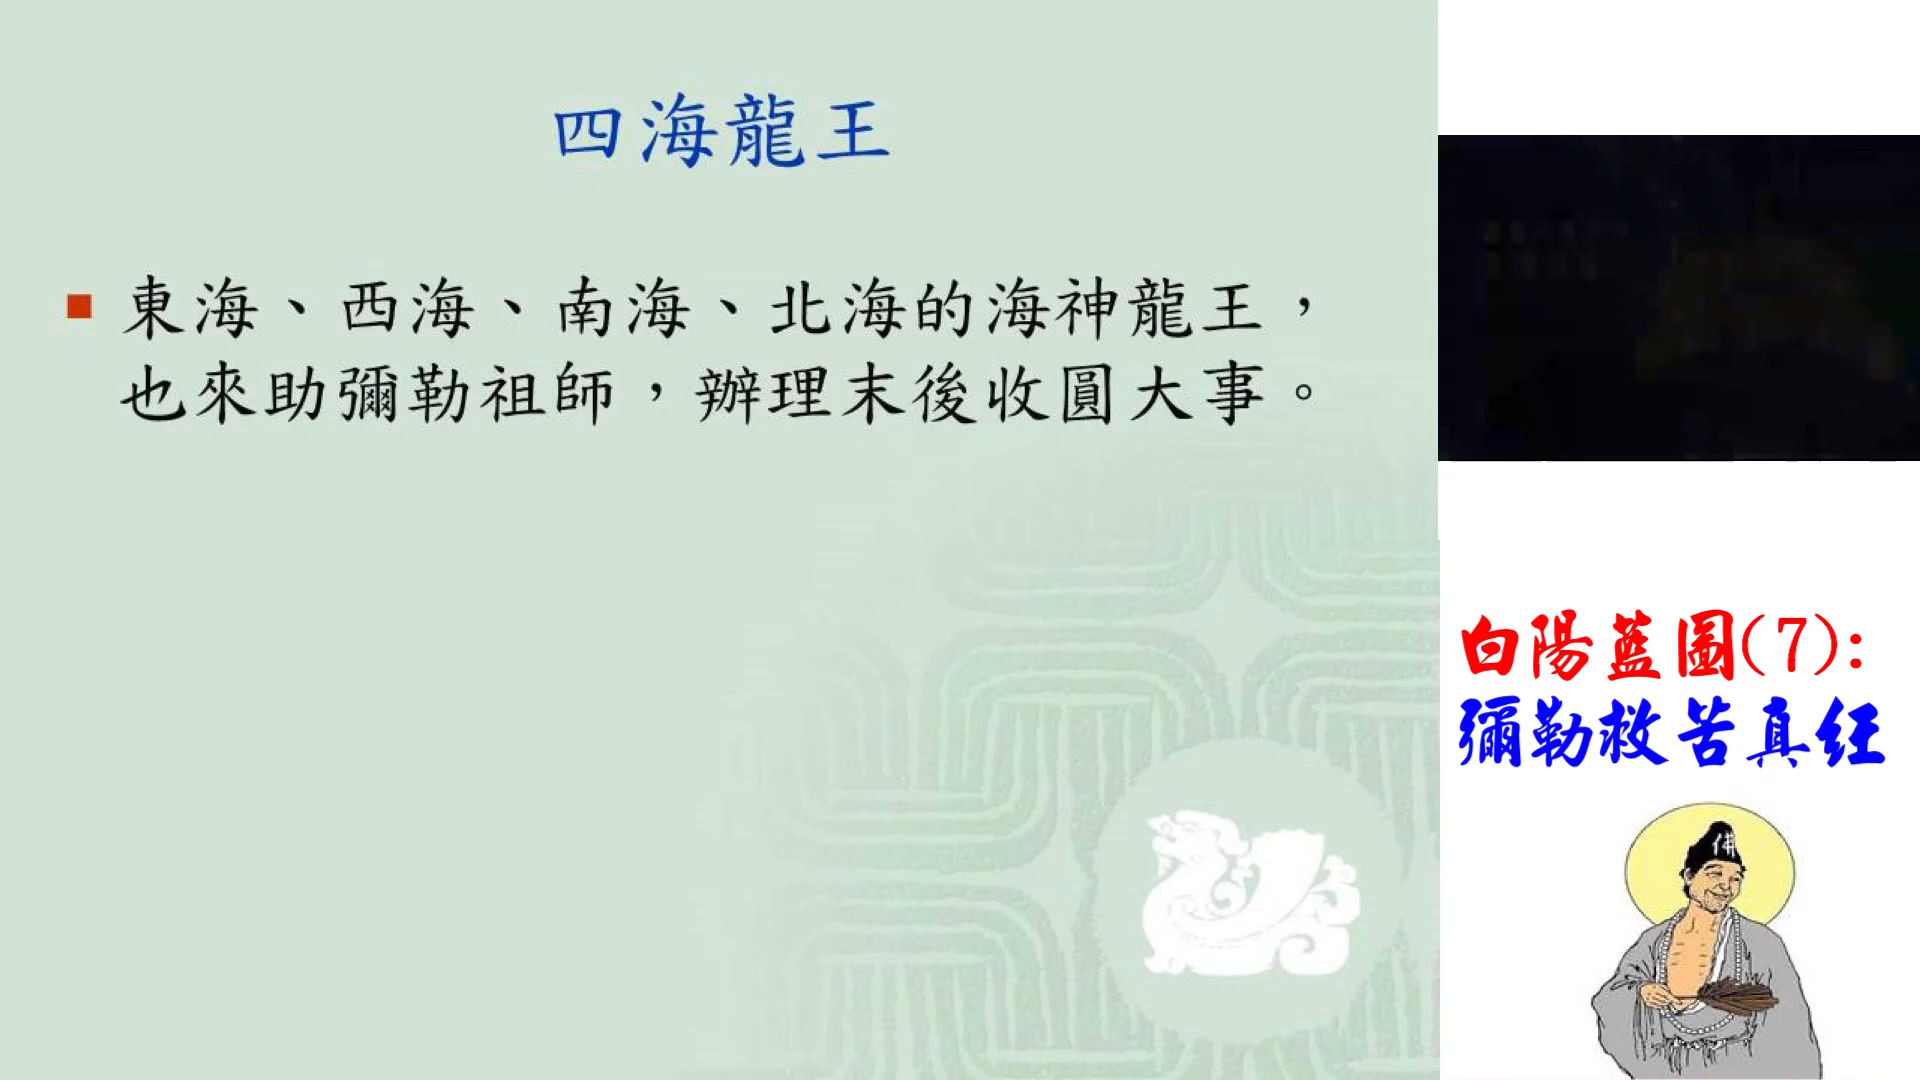 四海龍王
東海、西海、南海、北海的海神龍王，
也來助彌勒祖師，辦理末後收圓大事。
白陽藍圖(7):
彌勒救苦真経
佛